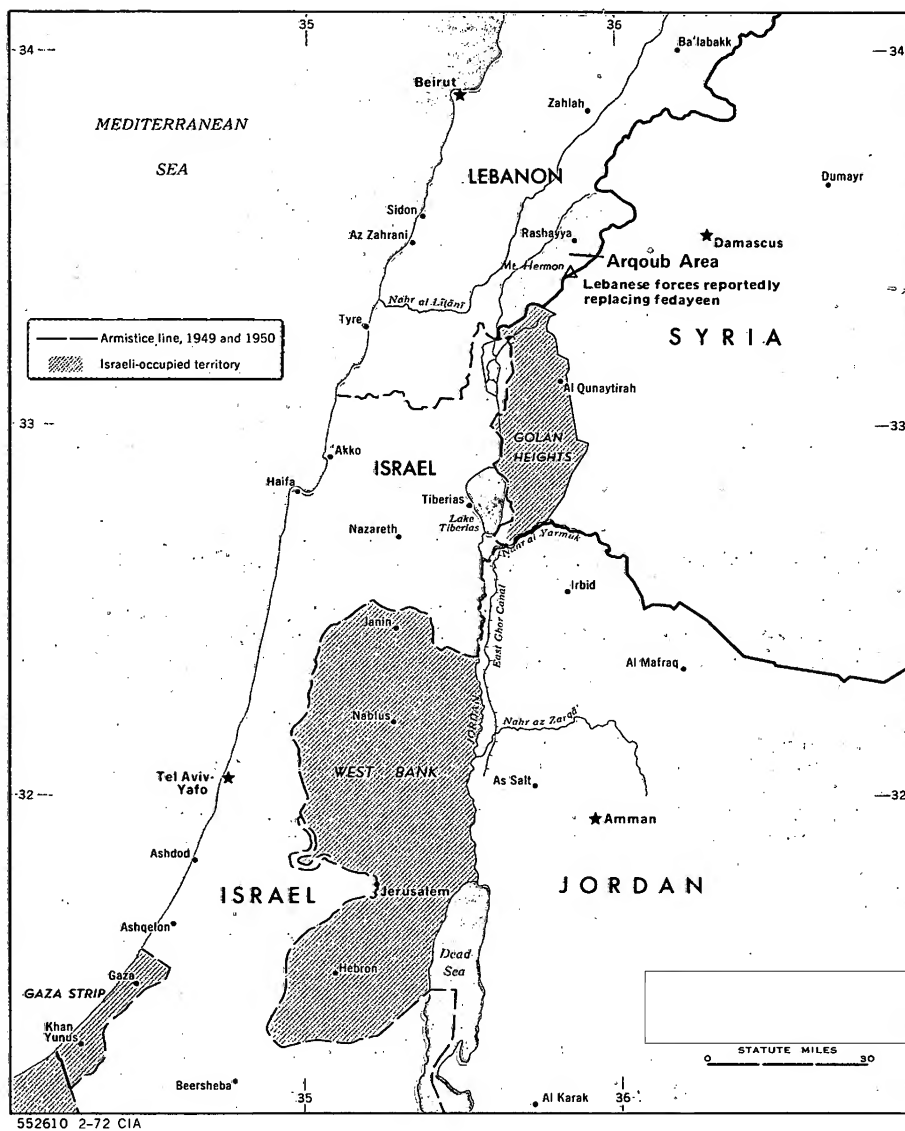 35
36
34
34
Ba'labakk
Beirut
Zahlah
MEDITERRANEAN
SEA
LEBANON
Dumayr
Sidon
Az Zahrani
Rashayya
Damascus
Arqoub Area
Mt. Hermon
Lebanese forces reportedly
replacing fedayeen
Nahr al Līţānī
Tyre
SYRIA
Armistice line, 1949 and 1950
Israeli-occupied territory
Al Qunaytirah
33
33
GOLAN
HEIGHTS
Akko
ISRAEL
Haifa
Tiberias
Lake
Tiberias
Nazareth
Nahr al Yarmuk
Irbid
East Ghor Canal
Janin
Al Mafraq
Nablus
JORDAN
Nahr az Zarqā'
WEST BANK
Tel Aviv-
Yafo
As Salt
32
32
Amman
Ashdod
ISRAEL
Jerusalem
JORDAN
Ashqelon
Dead
Sea
Hebron
Gaza
GAZA STRIP
Khan
Yunus
STATUTE MILES
0 30
Beersheba
Al Karak
35
36
552610 2-72 CIA